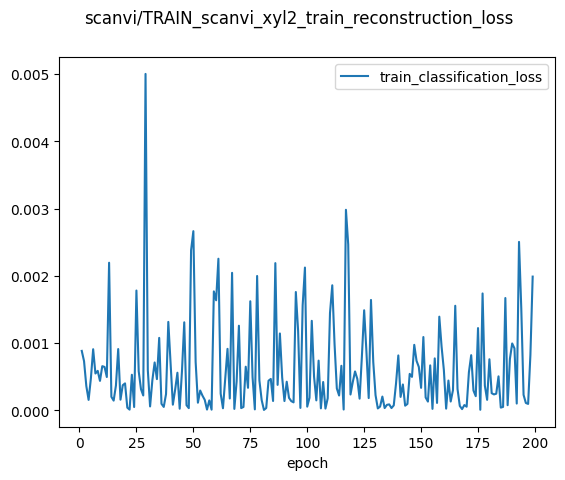 scanvi/TRAIN_scanvi_xyl2_train_reconstruction_loss
train_classification_loss
0.005
0.004
0.003
0.002
0.001
0.000
0 25 50 75 100 125 150 175 200
epoch